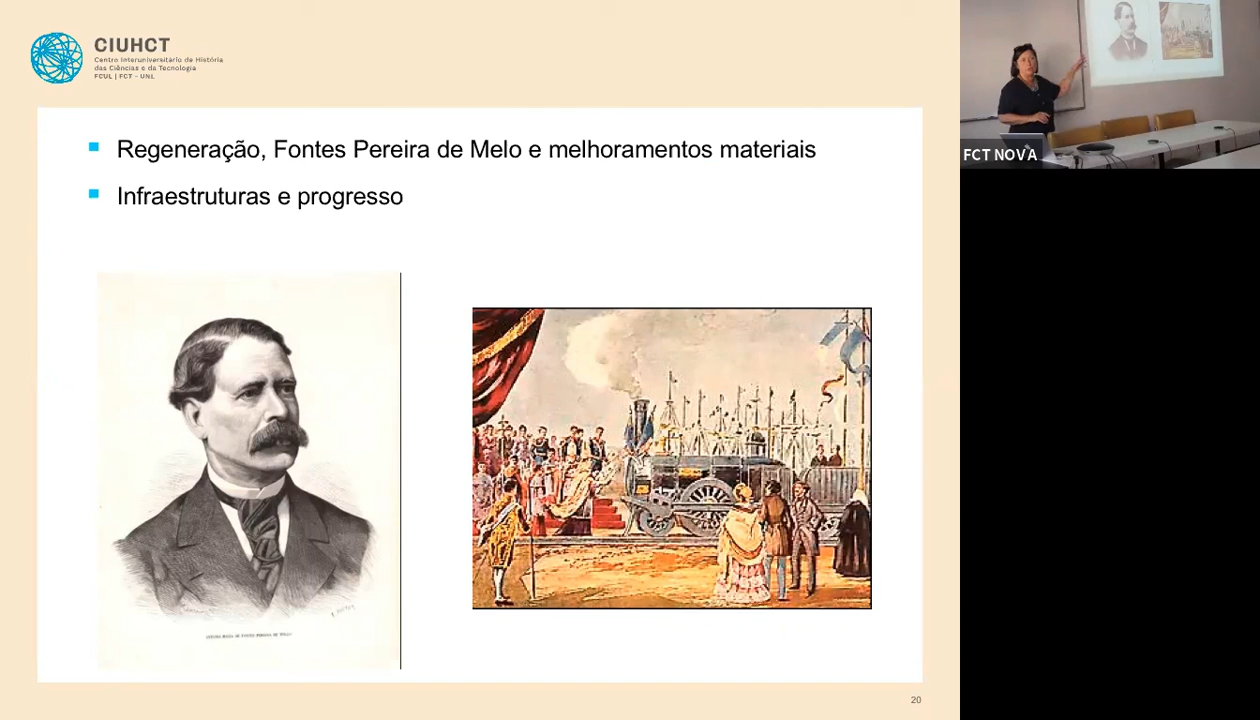 CIUHCT
Centro Interuniversitário de História
das Ciências e da Tecnologia
FCUL | FCT - UNL
Regeneração, Fontes Pereira de Melo e melhoramentos materiais
Infraestruturas e progresso
FCT NOVA
20